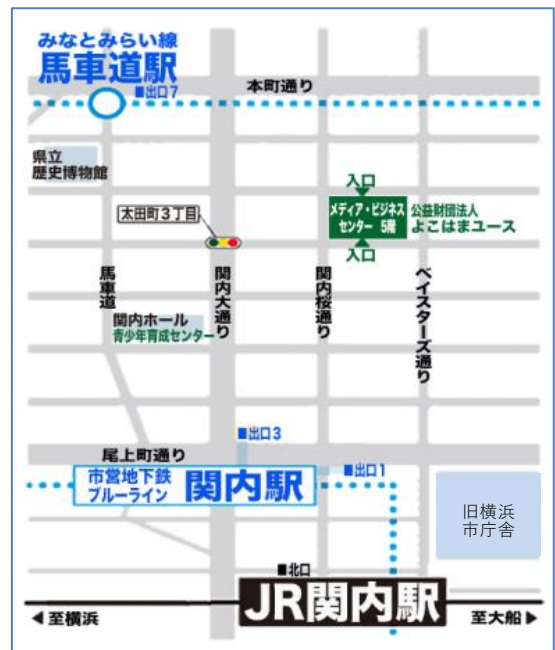 みなとみらい線
馬車道駅
■出口7
本町通り
県立
歴史博物館
入口
メディア・ビジネス
センター 5階
公益財団法人
よこはまユース
入口
太田町3丁目
馬車道
関内大通り
関内桜通り
ベイスターズ通り
関内ホール
青少年育成センター
■出口3
尾上町通り
市営地下鉄
ブルーライン
関内駅
■出口1
旧横浜
市庁舎
■北口
JR関内駅
◀至横浜
至大船▶